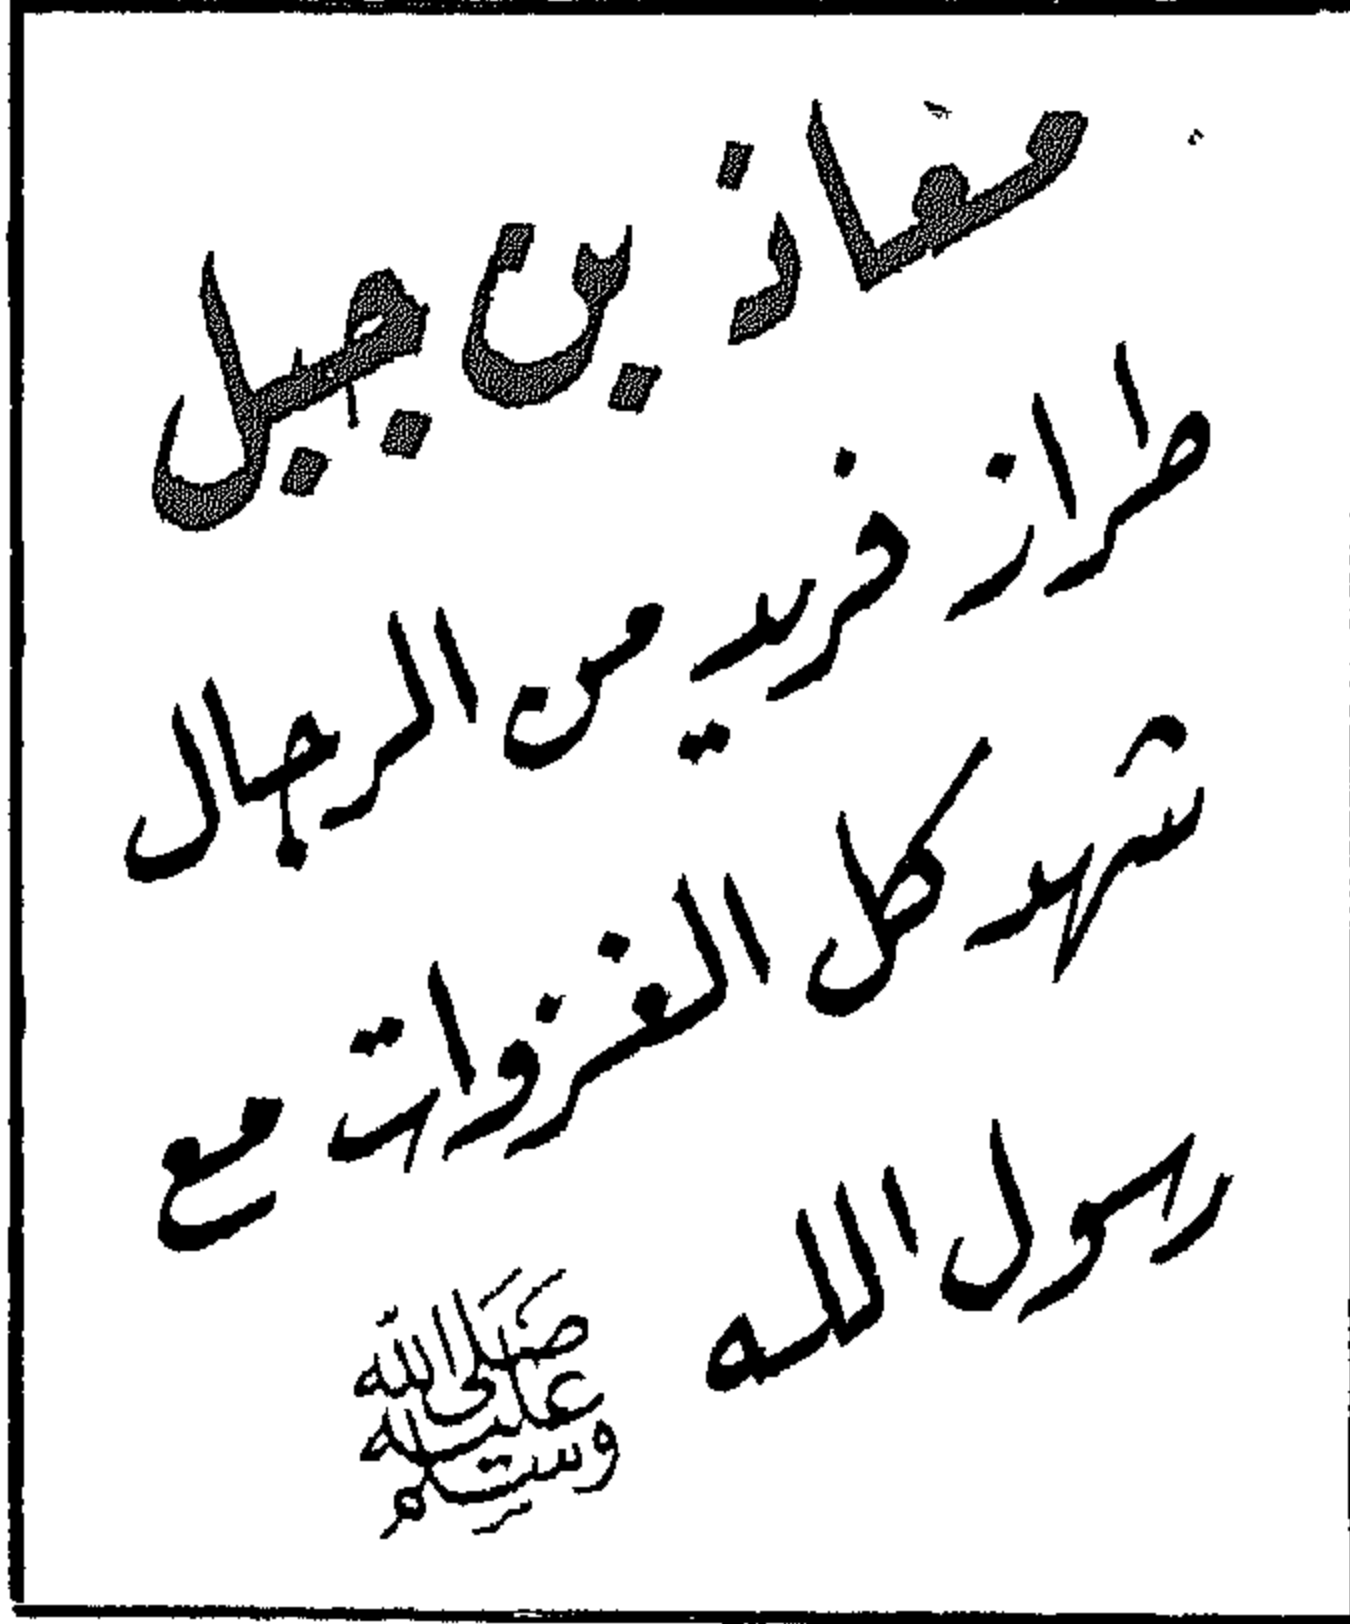 معاذ بن جبل
طراز فريد من الرجال
شهد كل الغزوات مع
رسول الله
صلى الله
عليه
وسلم